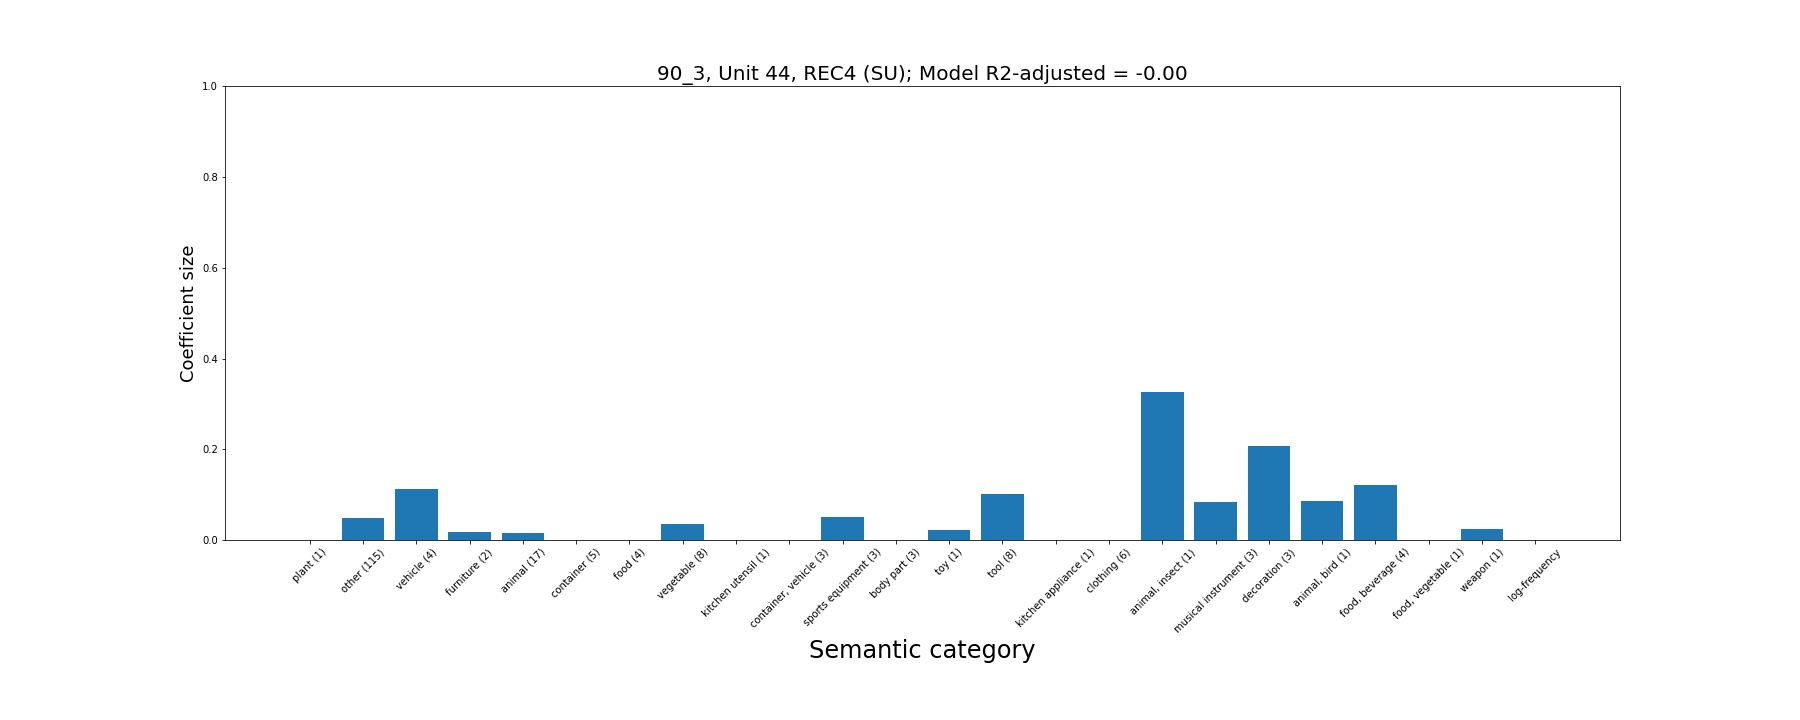 90_3, Unit 44, REC4 (SU); Model R2-adjusted = -0.00
1.0
0.8
0.6
0.4
0.2
0.0
Coefficient size
plant (1)
other (115)
vehicle (4)
furniture (2)
animal (17)
container (5)
food (4)
vegetable (8)
kitchen utensil (1)
container, vehicle (3)
sports equipment (3)
body part (3)
toy (1)
tool (8)
kitchen appliance (1)
clothing (6)
animal, insect (1)
musical instrument (3)
decoration (3)
animal, bird (1)
food, beverage (4)
food, vegetable (1)
weapon (1)
log-frequency
Semantic category